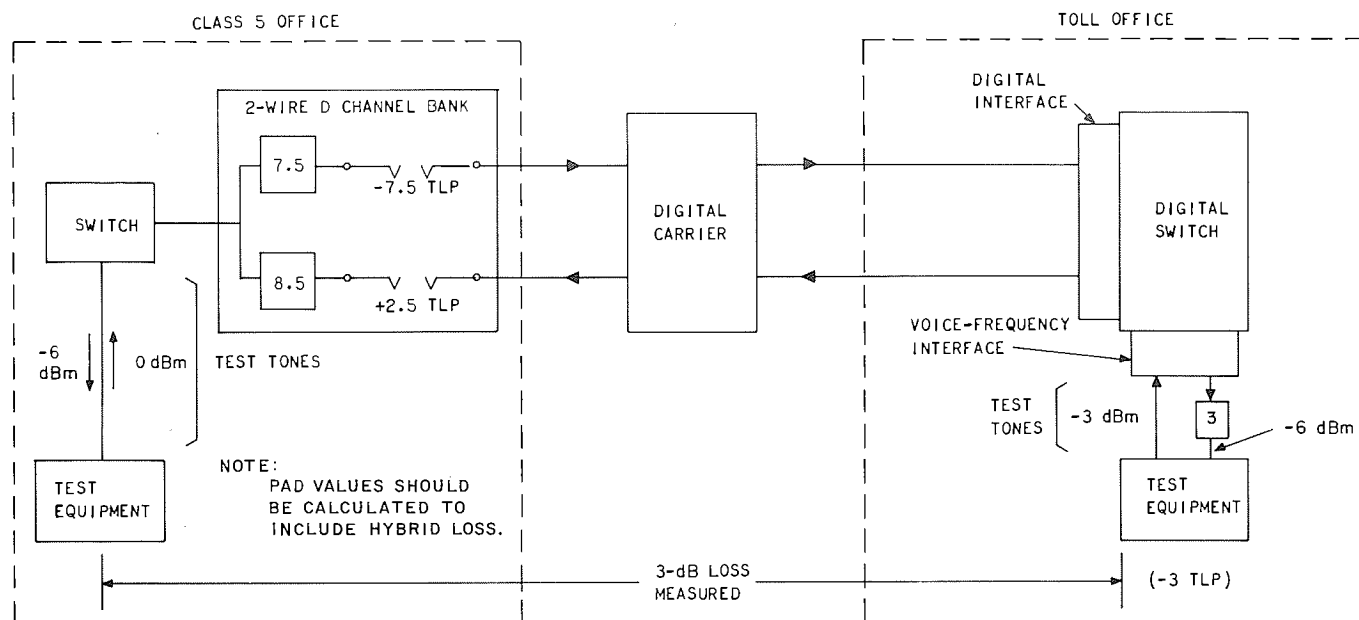 CLASS 5 OFFICE
TOLL OFFICE
2-WIRE D CHANNEL BANK
7.5
-7.5 TLP
8.5
+2.5 TLP
SWITCH
-6
dBm
0 dBm
TEST TONES
TEST
EQUIPMENT
NOTE:
PAD VALUES SHOULD
BE CALCULATED TO
INCLUDE HYBRID LOSS.
DIGITAL
CARRIER
DIGITAL
INTERFACE
DIGITAL
SWITCH
VOICE-FREQUENCY
INTERFACE
TEST
TONES
-3 dBm
3
-6 dBm
TEST
EQUIPMENT
3-dB LOSS
MEASURED
(-3 TLP)